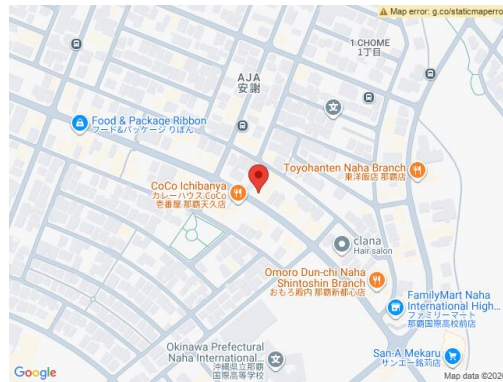 Map error: g.co/staticmaperro
1 CHOME
1丁目
AJA
安謝
Food & Package Ribbon
フード&パッケージ りぼん
Toyohanten Naha Branch
東洋飯店 那覇店
CoCo Ichibanya
カレーハウス CoCo
壱番屋 那覇天久店
clana
Hair salon
Omoro Dun-chi Naha
Shintoshin Branch
おもろ殿内 那覇新都心店
FamilyMart Naha
International High...
ファミリーマート
那覇国際高校前店
Okinawa Prefectural
Naha International...
沖縄県立那覇
国際高等学校
San-A Mekaru
サンエー銘苅店
Google
Map data ©2026